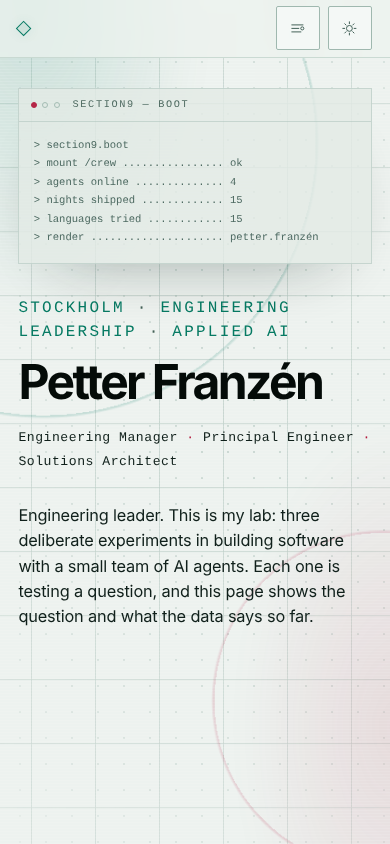 SECTION9 — BOOT
> section9.boot
> mount /crew ............... ok
> agents online ............. 4
> nights shipped ............ 15
> languages tried ........... 15
> render .................... petter.franzén
STOCKHOLM · ENGINEERING
LEADERSHIP · APPLIED AI
Petter Franzén
Engineering Manager · Principal Engineer ·
Solutions Architect
Engineering leader. This is my lab: three
deliberate experiments in building software
with a small team of AI agents. Each one is
testing a question, and this page shows the
question and what the data says so far.